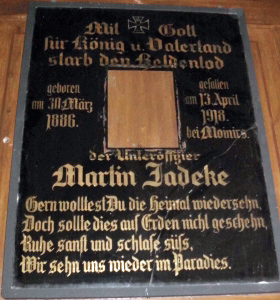 Mit Gott
für König u. Vaterland
starb den Heldentod
geboren
am 30. März
1886.
gefallen
am 13. April
1918.
bei Moinirs.
der Unteroffizier
Martin Jadeke
Gern wolltest Du die Heimat wiedersehn,
Doch sollte dies auf Erden nicht geschehn,
Ruhe sanft und schlafe süß,
Wir sehn uns wieder im Paradies.